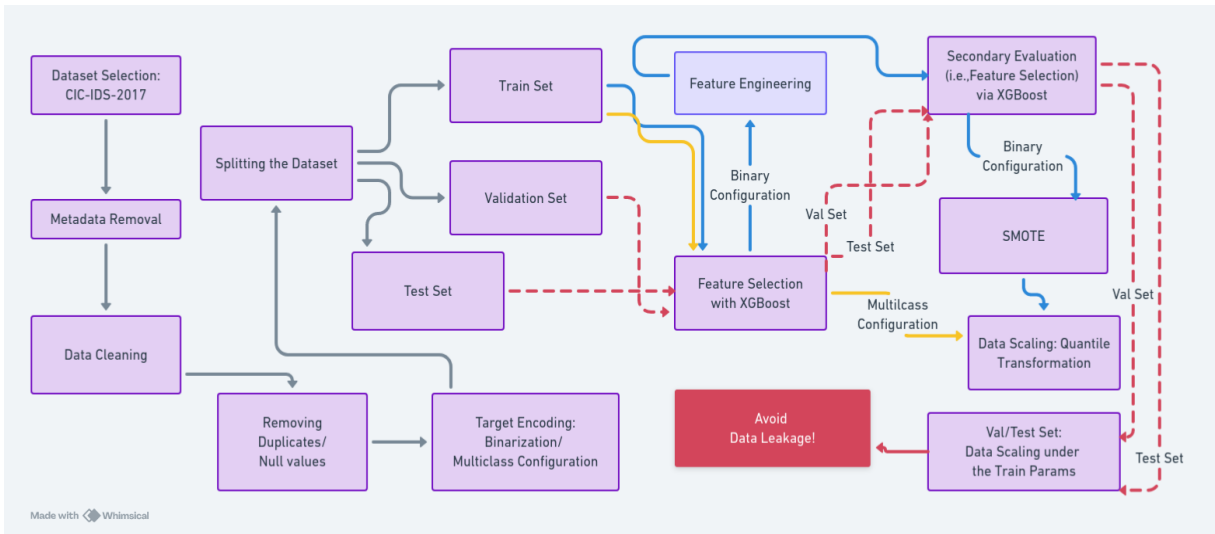 Dataset Selection:
CIC-IDS-2017
Metadata Removal
Data Cleaning
Removing
Duplicates/
Null values
Target Encoding:
Binarization/
Multiclass Configuration
Splitting the Dataset
Train Set
Validation Set
Test Set
Feature Selection
with XGBoost
Binary
Configuration
Feature Engineering
Secondary Evaluation
(i.e.,Feature Selection)
via XGBoost
Val Set
Test Set
Binary
Configuration
SMOTE
Multilcass
Configuration
Data Scaling: Quantile
Transformation
Val Set
Test Set
Val/Test Set:
Data Scaling under
the Train Params
Avoid
Data Leakage!
Made with Whimsical